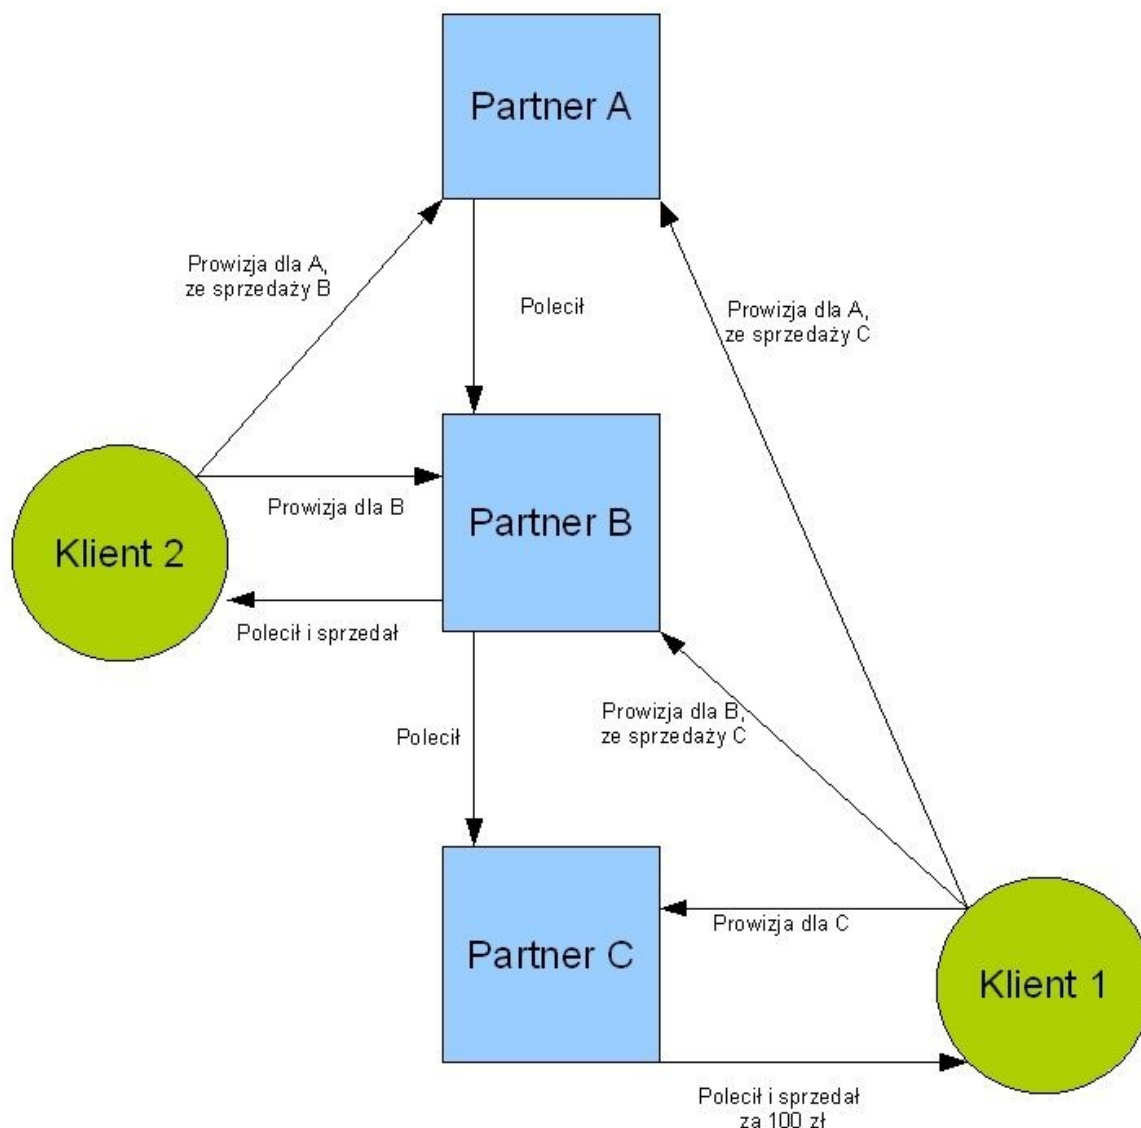 Partner A
Prowizja dla A,
ze sprzedaży B
Polecił
Prowizja dla A,
ze sprzedaży C
Prowizja dla B
Partner B
Klient 2
Polecił i sprzedał
Prowizja dla B,
ze sprzedaży C
Polecił
Prowizja dla C
Partner C
Klient 1
Polecił i sprzedał
za 100 zł